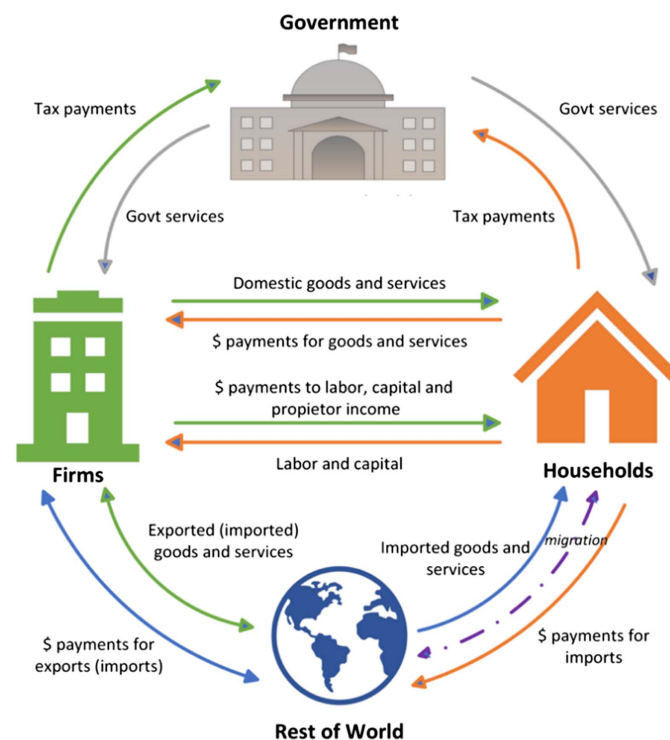 Government
Tax payments
Govt services
Govt services
Tax payments
Domestic goods and services
$ payments for goods and services
$ payments to labor, capital and
propietor income
Labor and capital
Firms
Households
Exported (imported)
goods and services
Imported goods and
services
migration
$ payments for
exports (imports)
$ payments for
imports
Rest of World